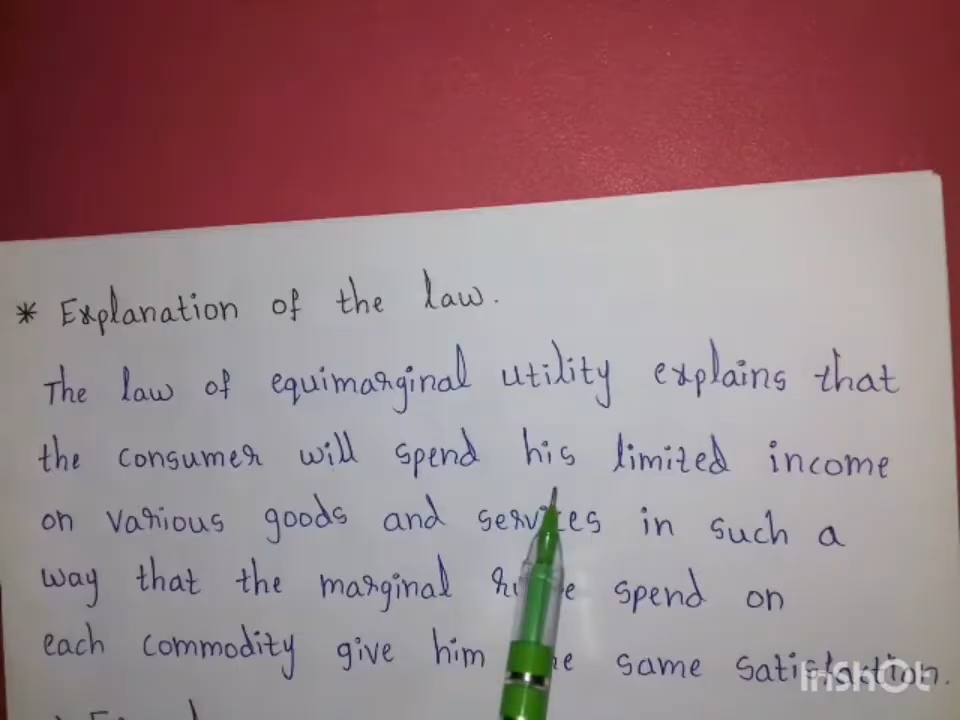 * Explanation of the law.
The law of equimarginal utility explains that
the consumer will spend his limited income
on various goods and services in such a
way that the marginal spend on
each commodity give him same satisfaktion.
InShOt